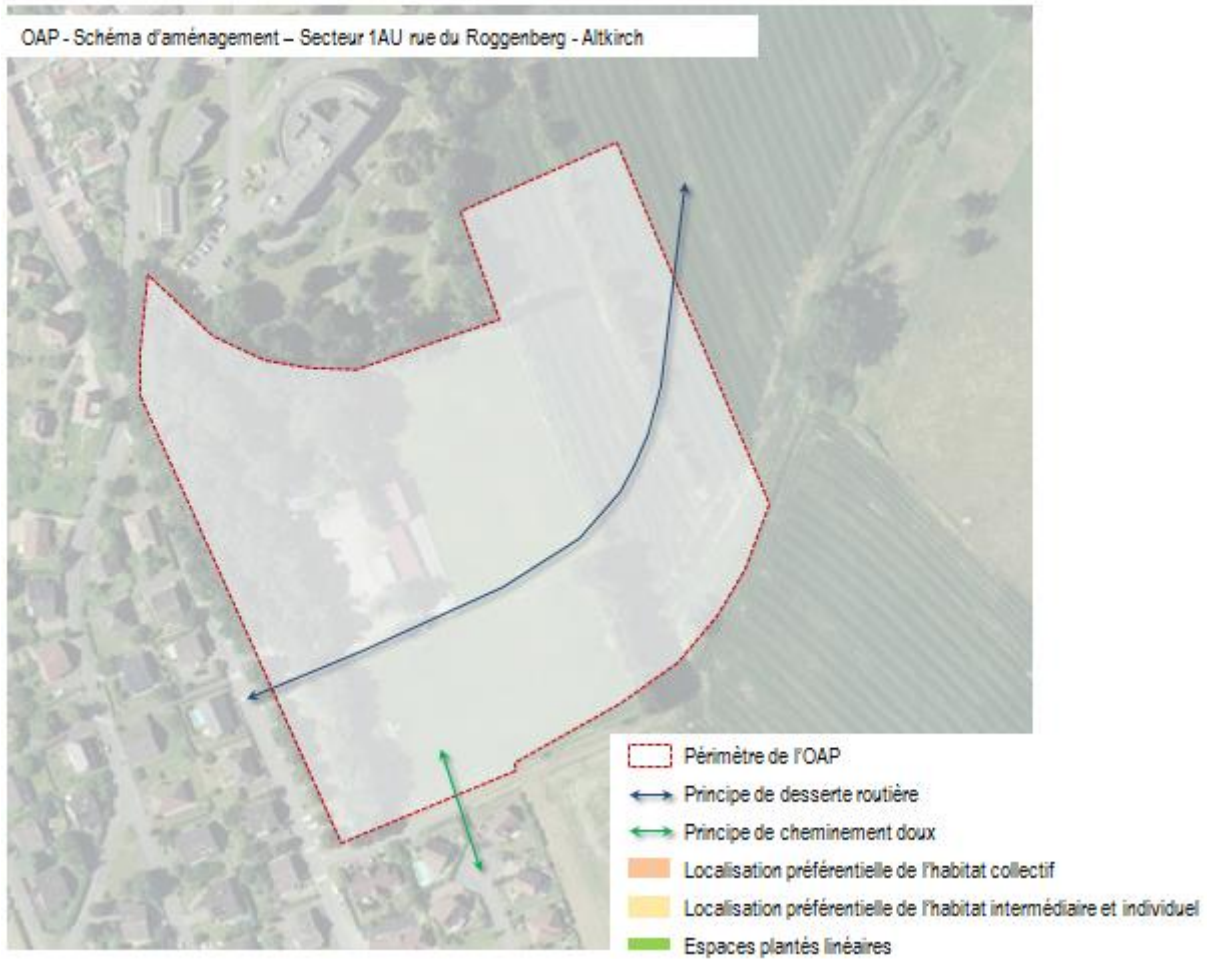 OAP - Schéma d'aménagement – Secteur 1AU rue du Roggenberg - Altkirch
Périmètre de l'OAP
Principe de desserte routière
Principe de cheminement doux
Localisation préférentielle de l'habitat collectif
Localisation préférentielle de l'habitat intermédiaire et individuel
Espaces plantés linéaires